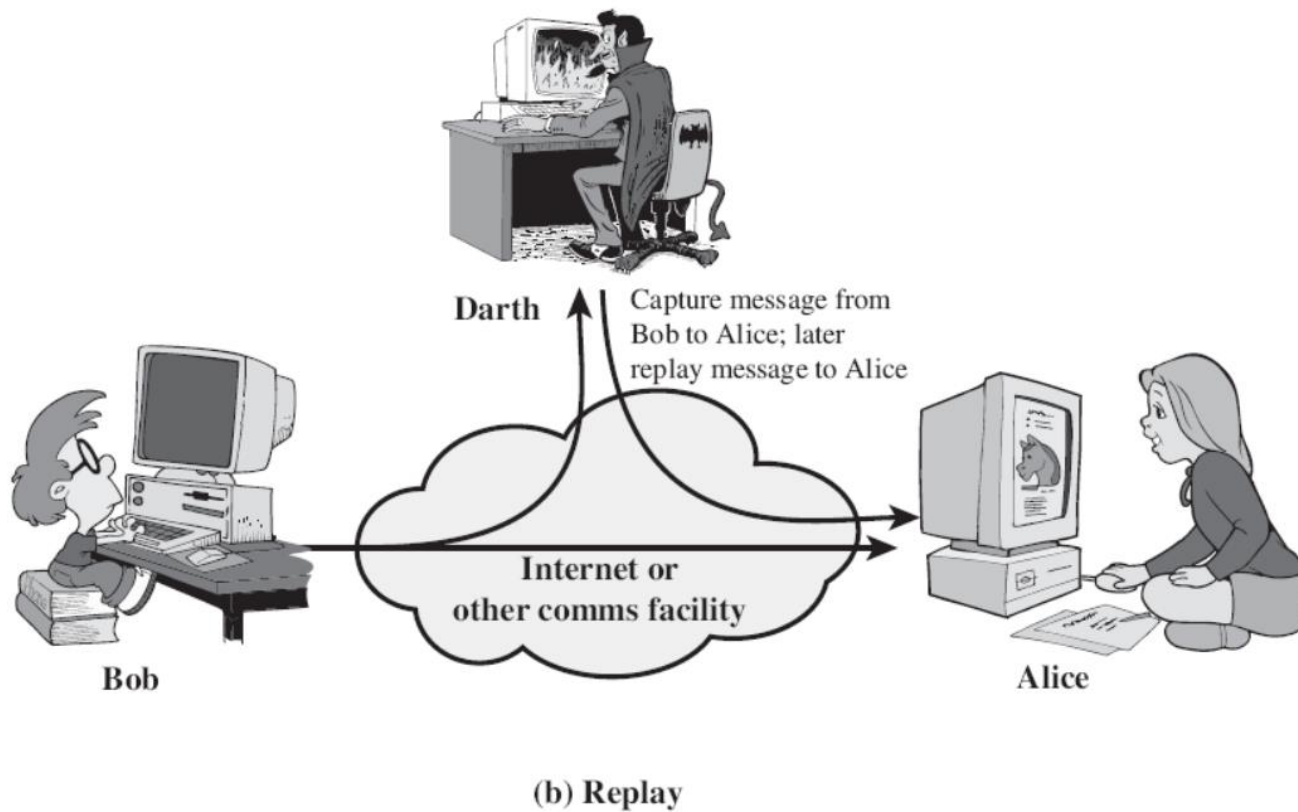 Darth
Capture message from
Bob to Alice; later
replay message to Alice
Internet or
other comms facility
Bob
Alice
(b) Replay